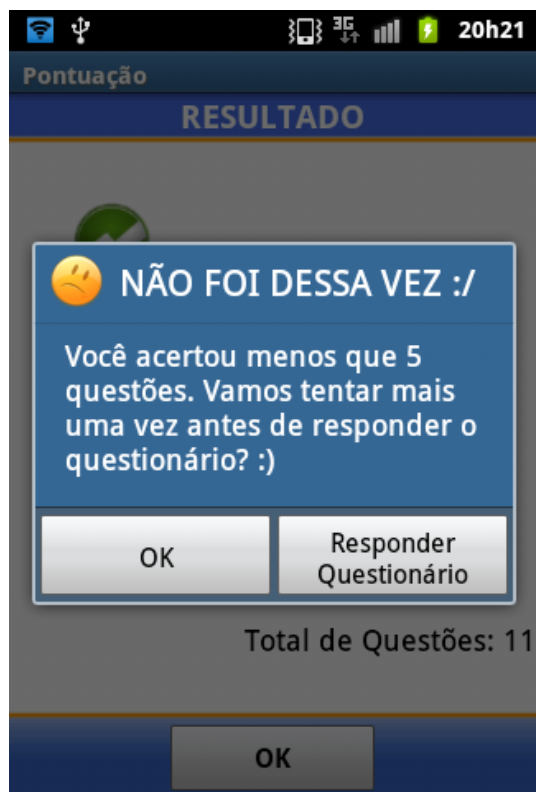 3G
20h21
Pontuação
RESULTADO
NÃO FOI DESSA VEZ :/
Você acertou menos que 5
questões. Vamos tentar mais
uma vez antes de responder o
questionário? :)
OK
Responder
Questionário
Total de Questões: 11
OK